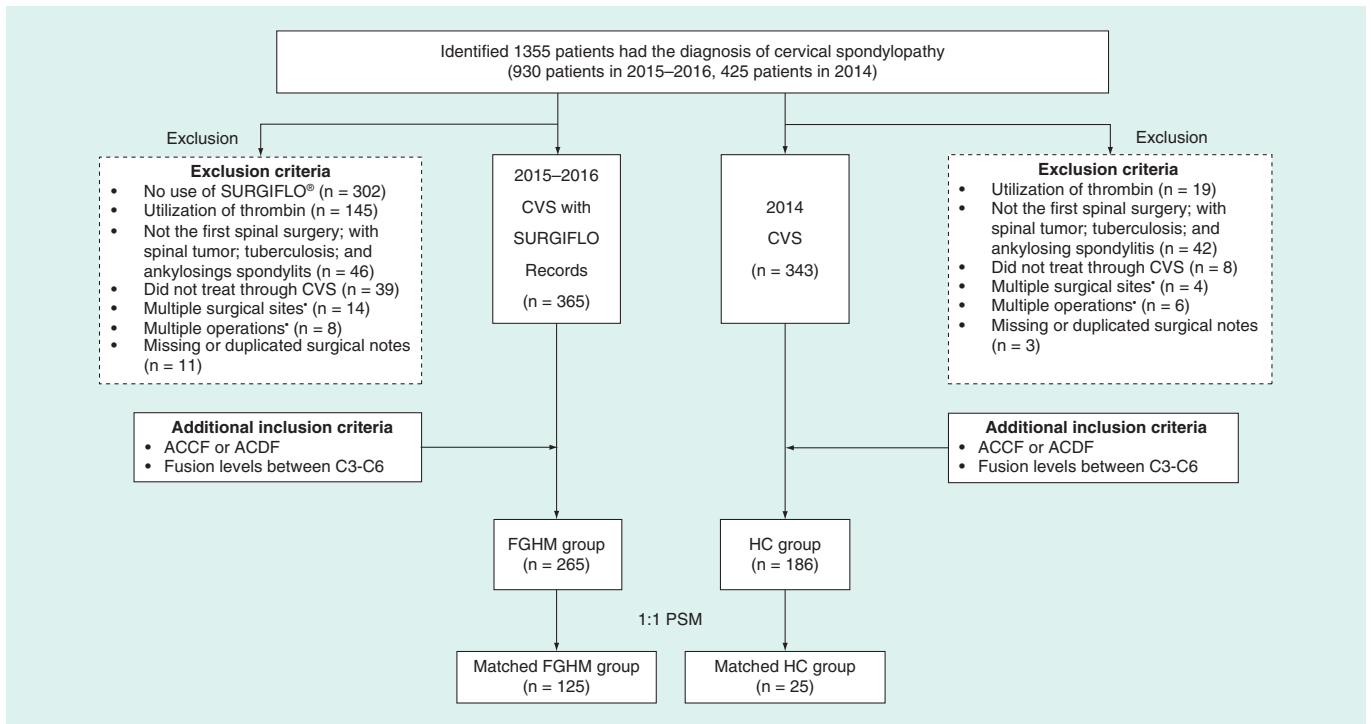 Identified 1355 patients had the diagnosis of cervical spondylopathy
(930 patients in 2015–2016, 425 patients in 2014)
Exclusion
Exclusion criteria
• No use of SURGIFLO® (n = 302)
• Utilization of thrombin (n = 145)
• Not the first spinal surgery; with
spinal tumor; tuberculosis; and
ankylosings spondylits (n = 46)
• Did not treat through CVS (n = 39)
• Multiple surgical sites• (n = 14)
• Multiple operations• (n = 8)
• Missing or duplicated surgical notes
(n = 11)
2015–2016
CVS with
SURGIFLO
Records
(n = 365)
2014
CVS
(n = 343)
Exclusion
Exclusion criteria
• Utilization of thrombin (n = 19)
• Not the first spinal surgery; with
spinal tumor; tuberculosis; and
ankylosing spondylitis (n = 42)
• Did not treat through CVS (n = 8)
• Multiple surgical sites• (n = 4)
• Multiple operations• (n = 6)
• Missing or duplicated surgical notes
(n = 3)
Additional inclusion criteria
• ACCF or ACDF
• Fusion levels between C3-C6
Additional inclusion criteria
• ACCF or ACDF
• Fusion levels between C3-C6
FGHM group
(n = 265)
HC group
(n = 186)
1:1 PSM
Matched FGHM group
(n = 125)
Matched HC group
(n = 25)